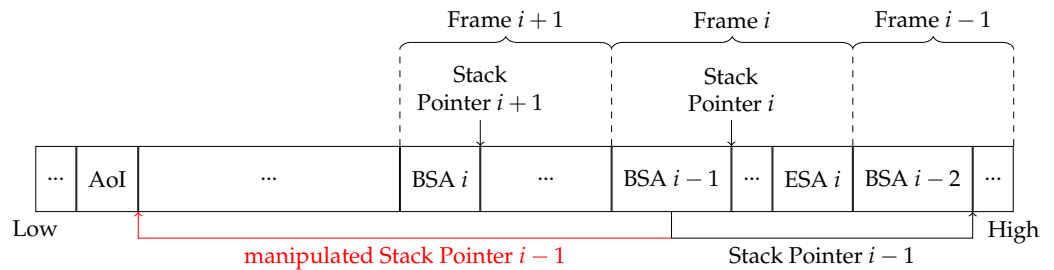 Frame i + 1 Frame i Frame i − 1
Stack Pointer i + 1
Stack Pointer i
... AoI ... BSA i ... BSA i − 1 ... ESA i BSA i − 2 ...
Low High
manipulated Stack Pointer i − 1 Stack Pointer i − 1